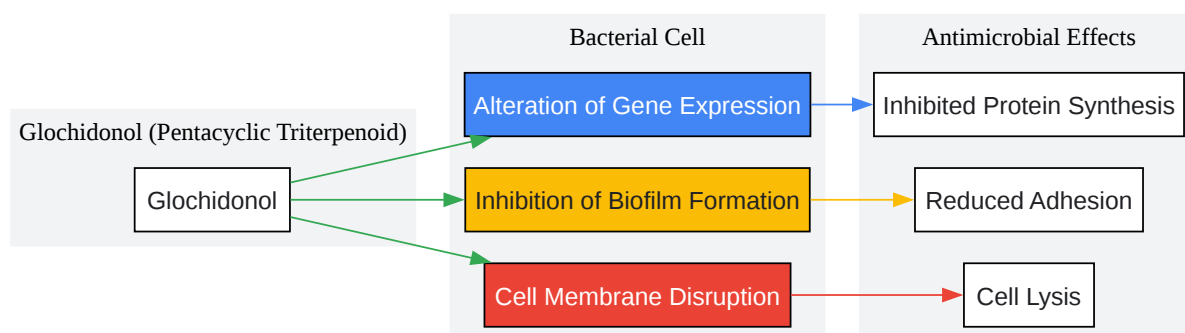 Glochidonol (Pentacyclic Triterpenoid)
Glochidonol
Bacterial Cell
Alteration of Gene Expression
Inhibition of Biofilm Formation
Cell Membrane Disruption
Antimicrobial Effects
Inhibited Protein Synthesis
Reduced Adhesion
Cell Lysis